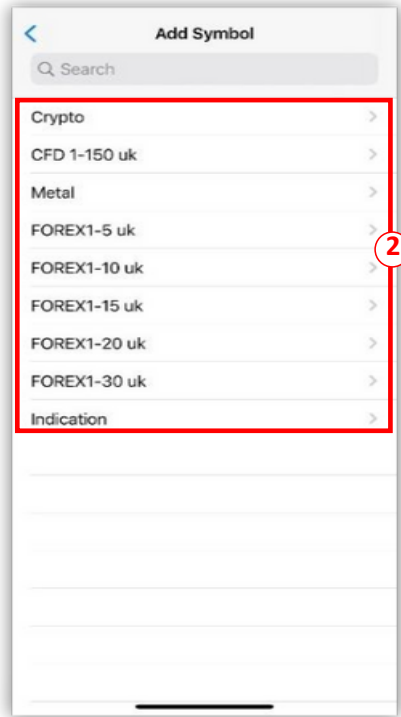 Add Symbol
Search
Crypto
CFD 1-150 uk
Metal
FOREX1-5 uk
2
FOREX1-10 uk
FOREX1-15 uk
FOREX1-20 uk
FOREX1-30 uk
Indication